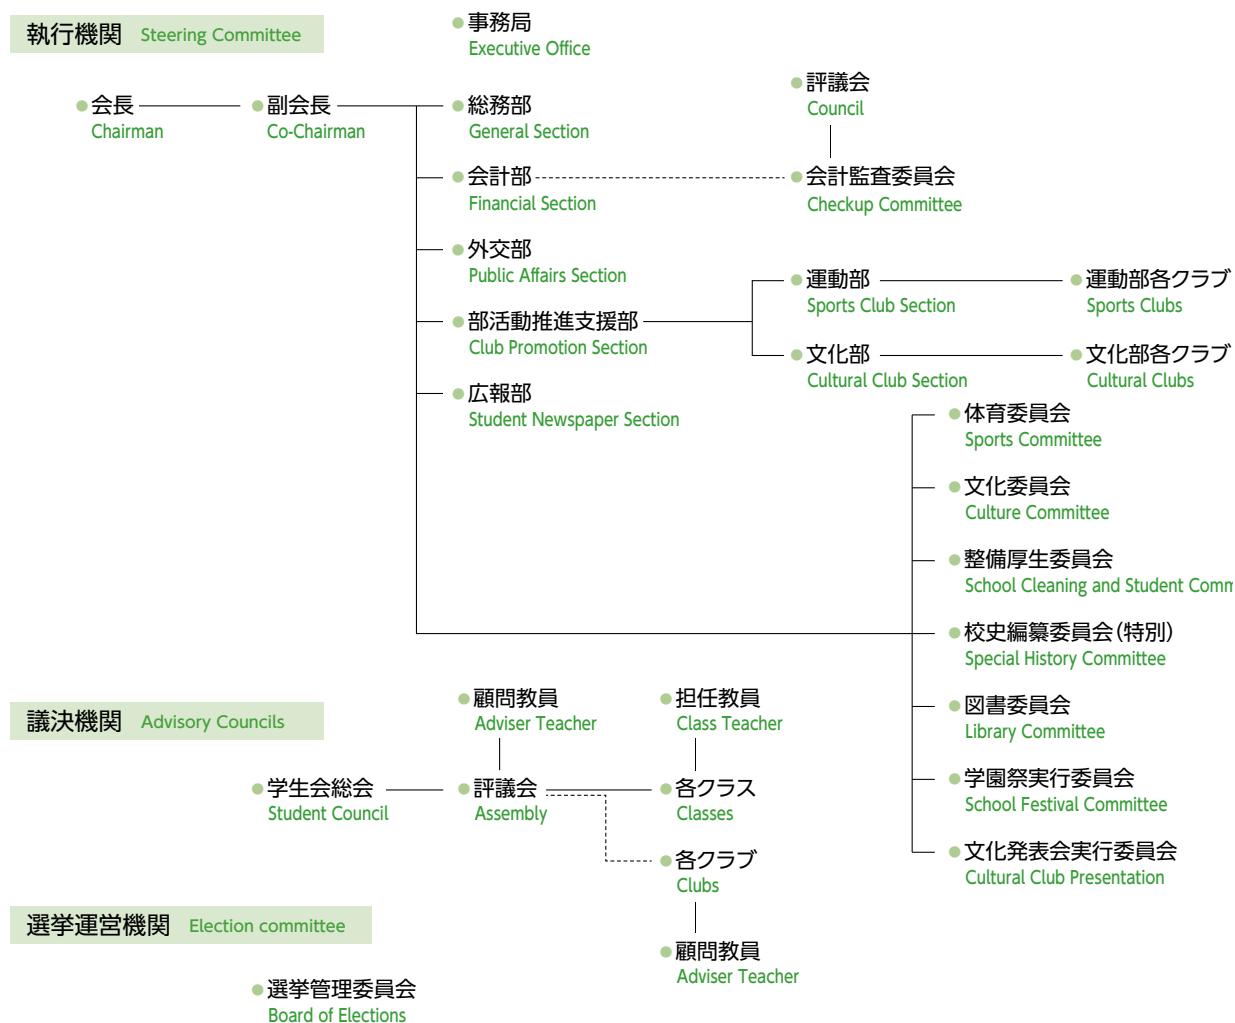 執行機関 Steering Committee
事務局
Executive Office
会長
Chairman
副会長
Co-Chairman
総務部
General Section
評議会
Council
会計部
Financial Section
会計監査委員会
Checkup Committee
外交部
Public Affairs Section
部活動推進支援部
Club Promotion Section
運動部
Sports Club Section
運動部各クラブ
Sports Clubs
文化部
Cultural Club Section
文化部各クラブ
Cultural Clubs
広報部
Student Newspaper Section
体育委員会
Sports Committee
文化委員会
Culture Committee
整備厚生委員会
School Cleaning and Student
校史編纂委員会(特別)
Special History Committee
図書委員会
Library Committee
学園祭実行委員会
School Festival Committee
文化発表会実行委員会
Cultural Club Presentation
議決機関 Advisory Councils
顧問教員
Adviser Teacher
担任教員
Class Teacher
学生会総会
Student Council
評議会
Assembly
各クラス
Classes
各クラブ
Clubs
顧問教員
Adviser Teacher
選挙運営機関 Election committee
選挙管理委員会
Board of Elections